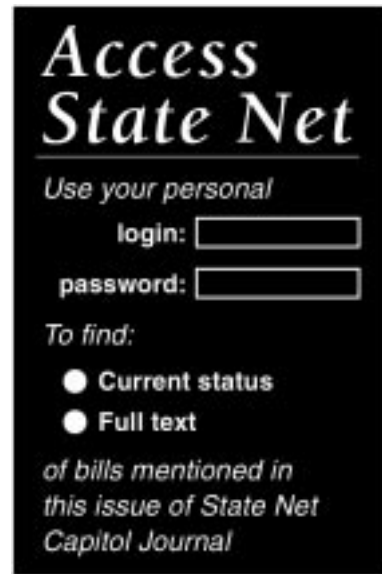 Access
State Net
Use your personal
login:
password:
To find:
Current status
Full text
of bills mentioned in
this issue of State Net
Capitol Journal